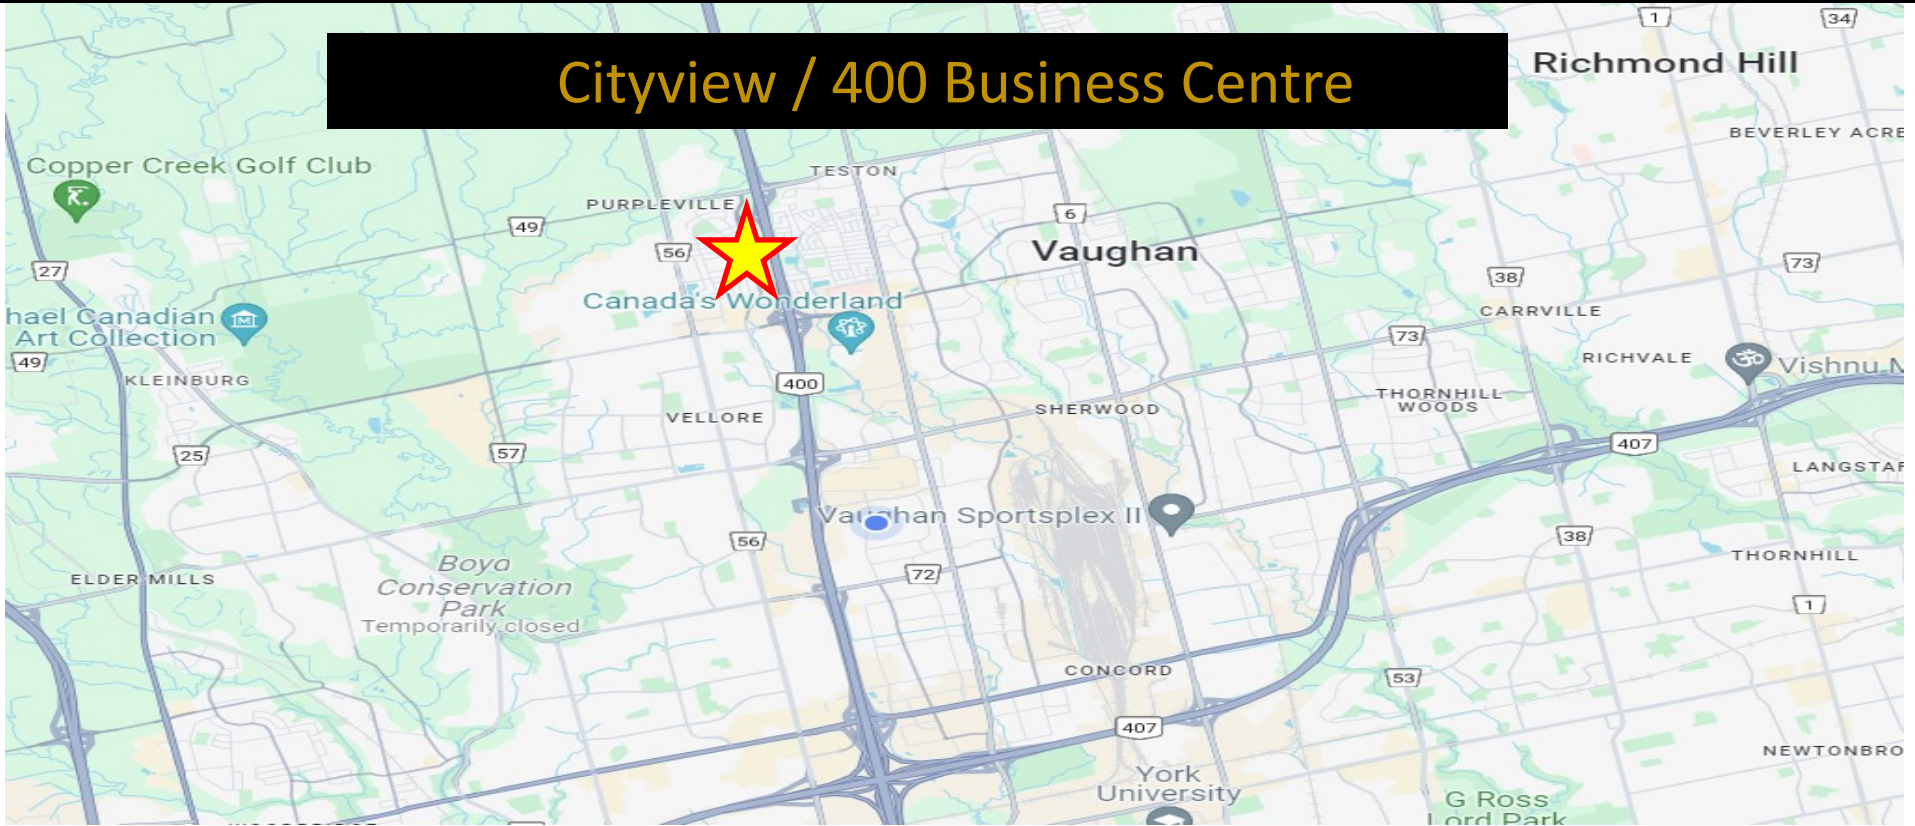 1
34
Richmond Hill
Cityview / 400 Business Centre
BEVERLEY ACRE
Copper Creek Golf Club
TESTON
PURPLEVILLE
6
49
56
Vaughan
27
38
73
Canada's Wonderland
hael Canadian
Art Collection
CARRVILLE
73
49
RICHVALE
Vishnu M
KLEINBURG
400
THORNHILL
WOODS
VELLORE
SHERWOOD
25
57
407
LANGSTAF
Vaughan Sportsplex II
56
38
Boyd
Conservation
Park
Temporarily closed
ELDER MILLS
72
THORNHILL
1
CONCORD
53
407
NEWTONBRO
York
University
G Ross
Lord Park